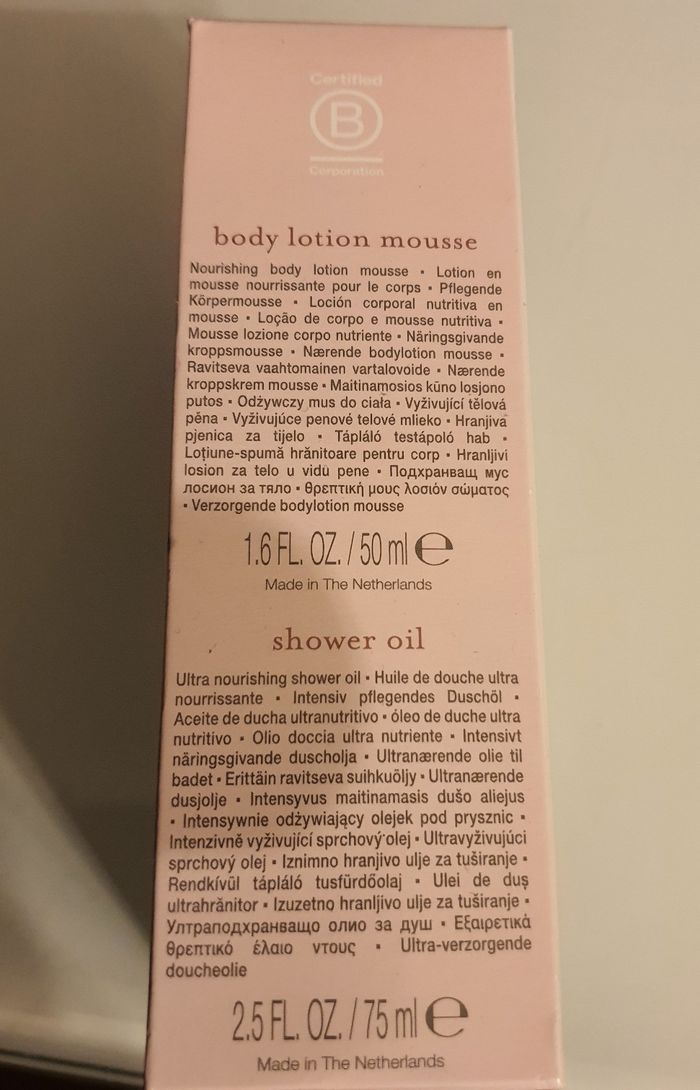 Certified
B
Corporation
body lotion mousse
Nourishing body lotion mousse • Lotion en
mousse nourrissante pour le corps • Pflegende
Körpermousse • Loción corporal nutritiva en
mousse • Loção de corpo e mousse nutritiva •
Mousse lozione corpo nutriente • Näringsgivande
kroppsmousse • Nærende bodylotion mousse •
Ravitseva vaahtomainen vartalovoide • Nærende
kroppskrem mousse • Maitinamosios kūno losjono
putos • Odżywczy mus do ciała • Vyživující tělová
pěna • Vyživujúce penové telové mlieko • Hranjiva
pjenica za tijelo • Tápláló testápoló hab •
Loțiune-spumă hrănitoare pentru corp • Hranljivi
losion za telo u vidu pene • Подхранващ мус
лосион за тяло • θρεπτική μους λοσιόν σώματος
• Verzorgende bodylotion mousse
1.6 FL. OZ. / 50 ml ℮
Made in The Netherlands
shower oil
Ultra nourishing shower oil • Huile de douche ultra
nourrissante • Intensiv pflegendes Duschöl •
Aceite de ducha ultranutritivo • óleo de duche ultra
nutritivo • Olio doccia ultra nutriente • Intensivt
näringsgivande duscholja • Ultranærende olie til
badet • Erittäin ravitseva suihkuöljy • Ultranærende
dusjolje • Intensyvus maitinamasis dušo aliejus
• Intensywnie odżywiający olejek pod prysznic •
Intenzivně vyživující sprchový olej • Ultravyživujúci
sprchový olej • Iznimno hranjivo ulje za tuširanje •
Rendkívül tápláló tusfürdőolaj • Ulei de duș
ultrahrănitor • Izuzetno hranljivo ulje za tuširanje •
Ултраподхранващо олио за душ • Εξαιρετικά
θρεπτικό έλαιο ντους • Ultra-verzorgende
doucheolie
2.5 FL. OZ. / 75 ml ℮
Made in The Netherlands